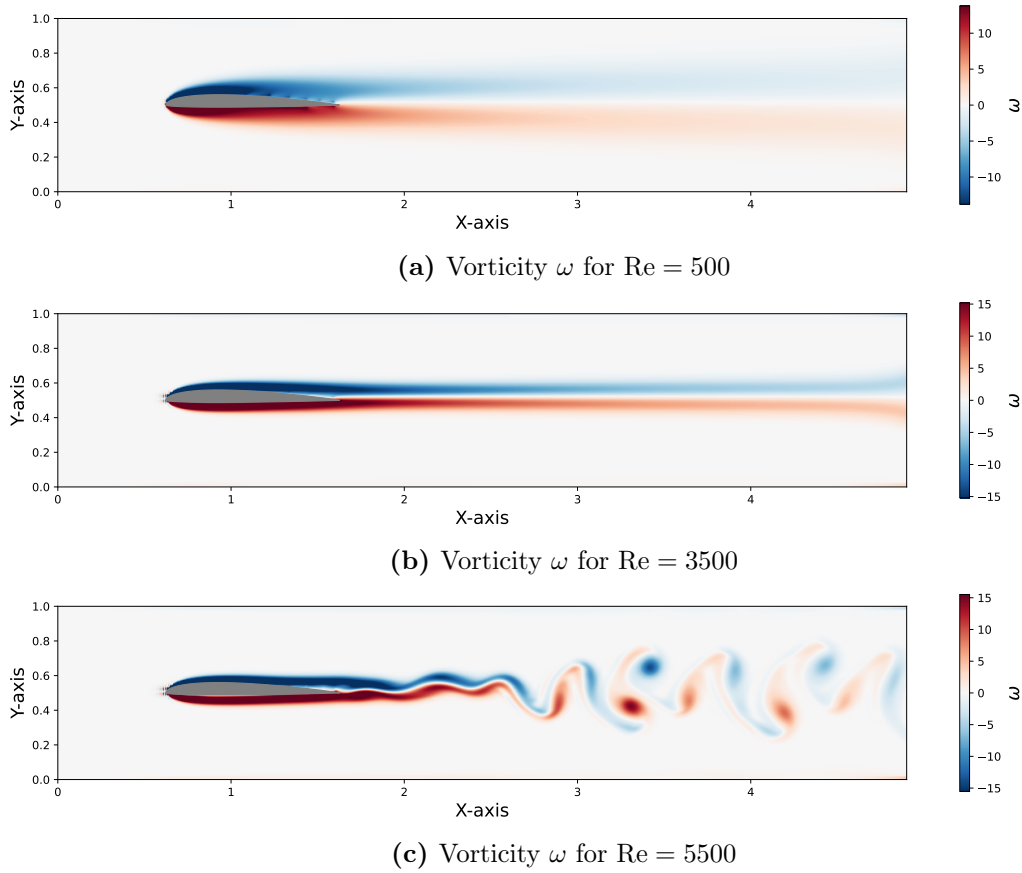 1.0
0.8
0.6
0.4
0.2
0.0
Y-axis
0 1 2 3 4
X-axis
10
5
0
−5
−10
ω
(a) Vorticity ω for Re = 500
1.0
0.8
0.6
0.4
0.2
0.0
Y-axis
0 1 2 3 4
X-axis
15
10
5
0
−5
−10
−15
ω
(b) Vorticity ω for Re = 3500
1.0
0.8
0.6
0.4
0.2
0.0
Y-axis
0 1 2 3 4
X-axis
15
10
5
0
−5
−10
−15
ω
(c) Vorticity ω for Re = 5500